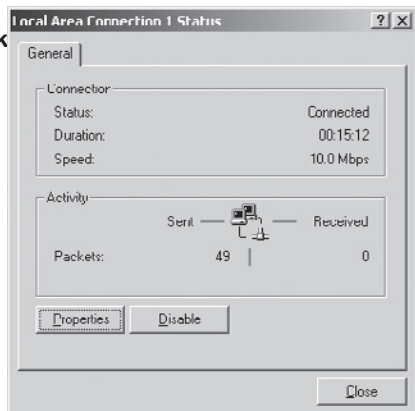 Local Area Connection 1 Status
k
General
Connection
Status: Connected
Duration: 00:15:12
Speed: 10.0 Mbps
Activity
Sent Received
Packets: 49 0
Properties Disable
Close